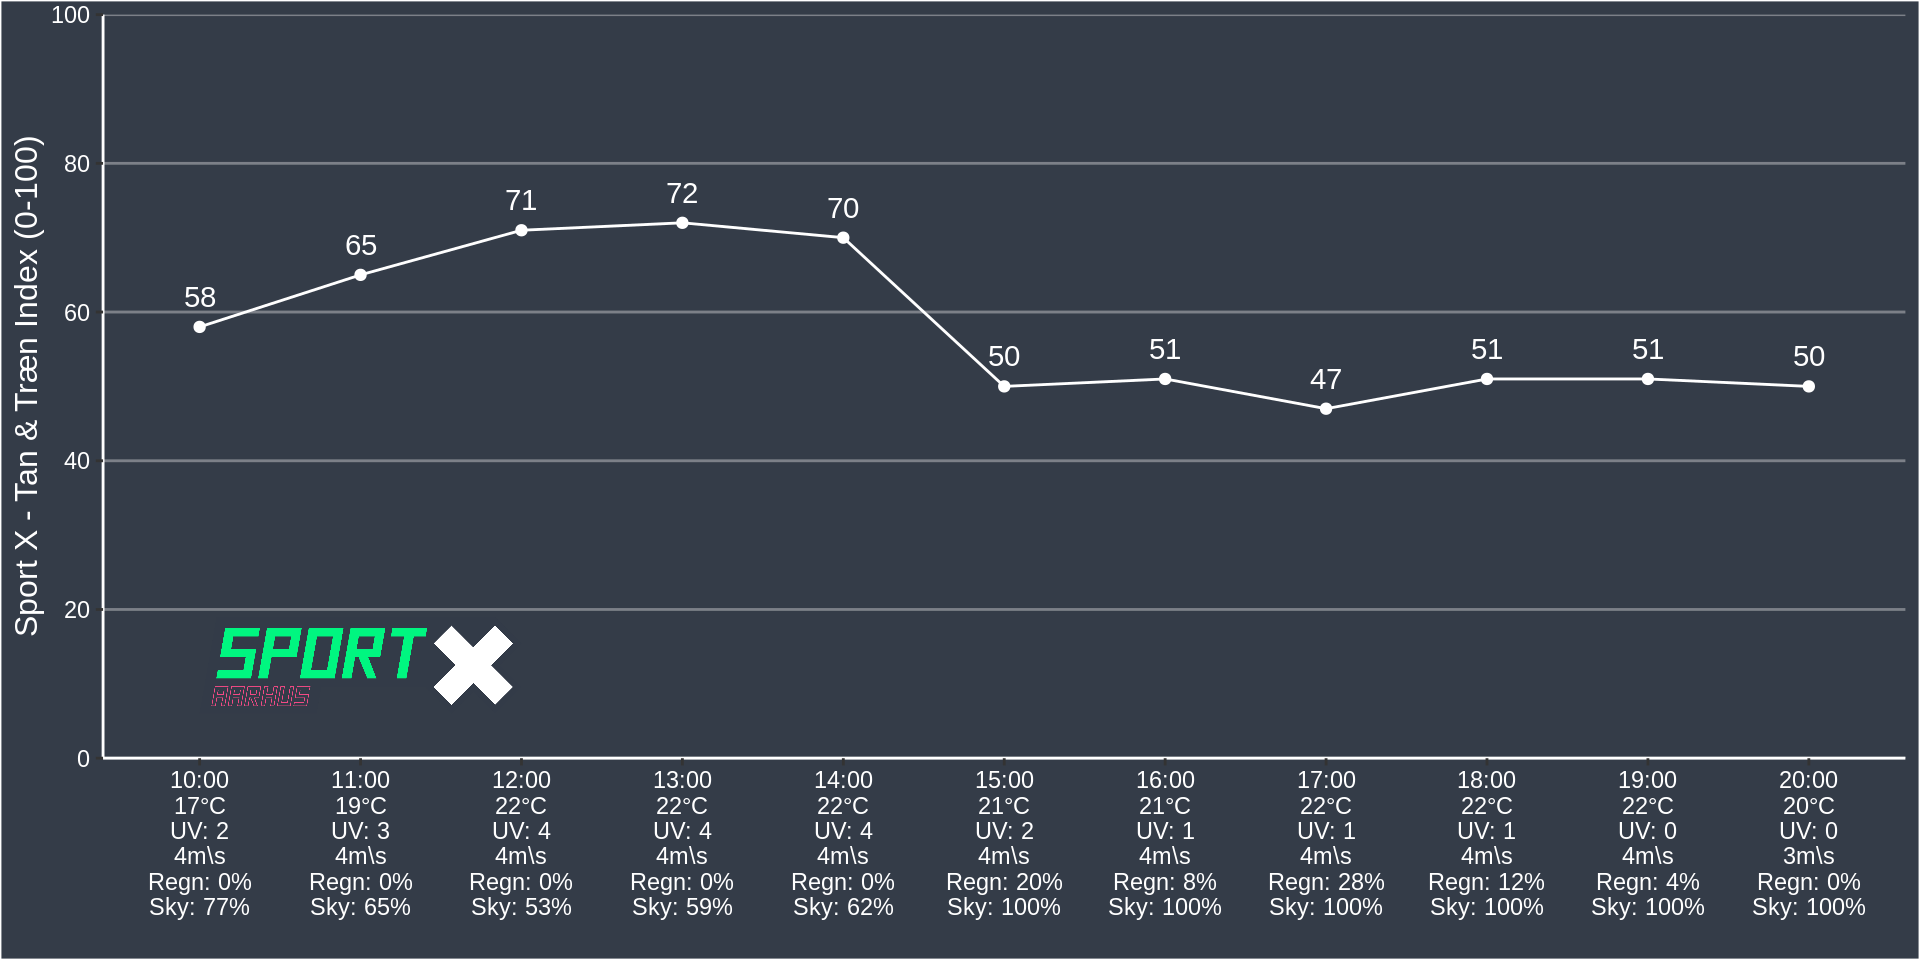 Sport X - Tan & Træn Index (0-100)
100
80
60
40
20
0
58
65
71
72
70
50
51
47
51
51
50
SPORT X
AARHUS
10:00 11:00 12:00 13:00 14:00 15:00 16:00 17:00 18:00 19:00 20:00
17°C 19°C 22°C 22°C 22°C 21°C 21°C 22°C 22°C 22°C 20°C
UV: 2 UV: 3 UV: 4 UV: 4 UV: 4 UV: 2 UV: 1 UV: 1 UV: 1 UV: 0 UV: 0
4m\s 4m\s 4m\s 4m\s 4m\s 4m\s 4m\s 4m\s 4m\s 4m\s 3m\s
Regn: 0% Regn: 0% Regn: 0% Regn: 0% Regn: 0% Regn: 20% Regn: 8% Regn: 28% Regn: 12% Regn: 4% Regn: 0%
Sky: 77% Sky: 65% Sky: 53% Sky: 59% Sky: 62% Sky: 100% Sky: 100% Sky: 100% Sky: 100% Sky: 100% Sky: 100%